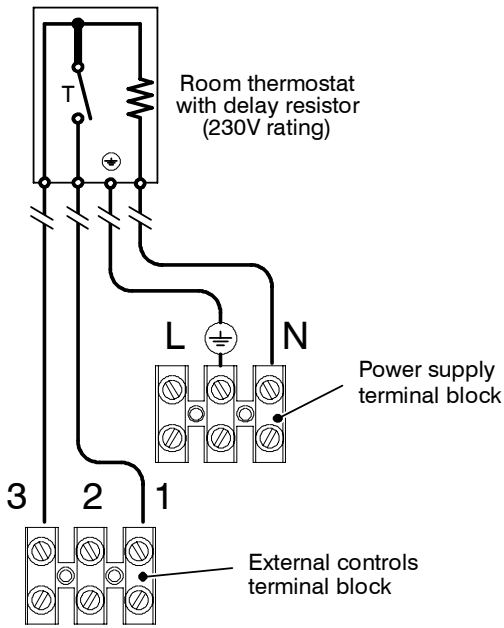 Room thermostat
with delay resistor
(230V rating)
T
L
N
Power supply
terminal block
3 2 1
External controls
terminal block